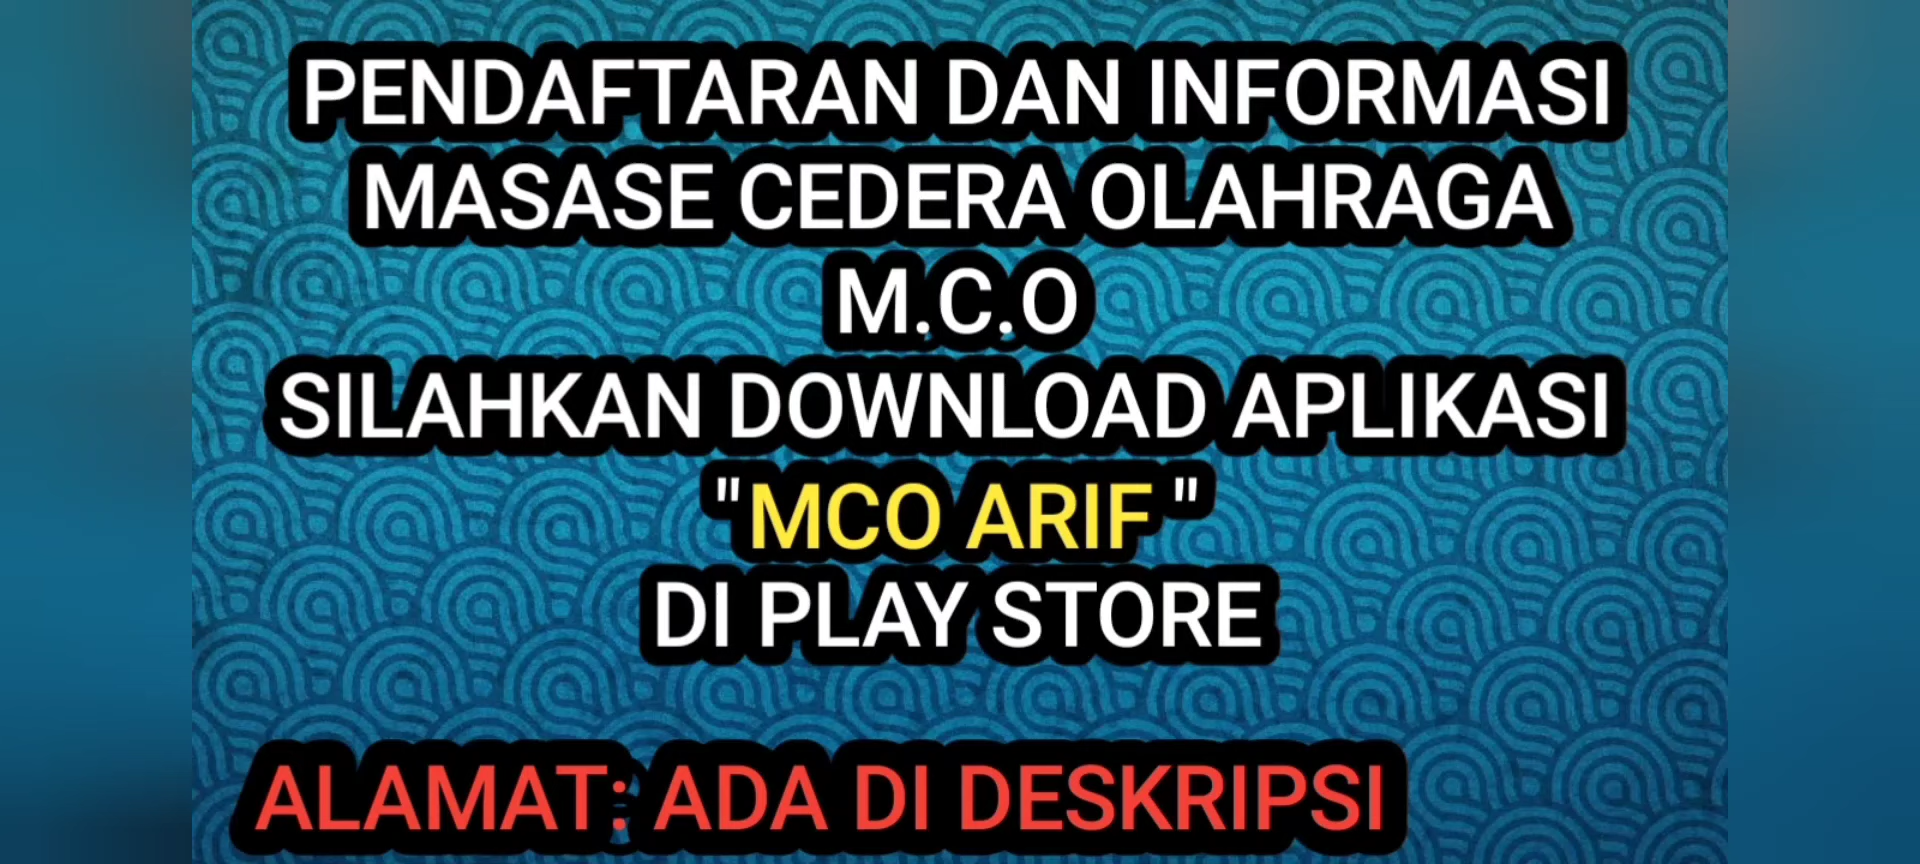 PENDAFTARAN DAN INFORMASI
MASASE CEDERA OLAHRAGA
M.C.O
SILAHKAN DOWNLOAD APLIKASI
"MCO ARIF"
DI PLAY STORE
ALAMAT: ADA DI DESKRIPSI